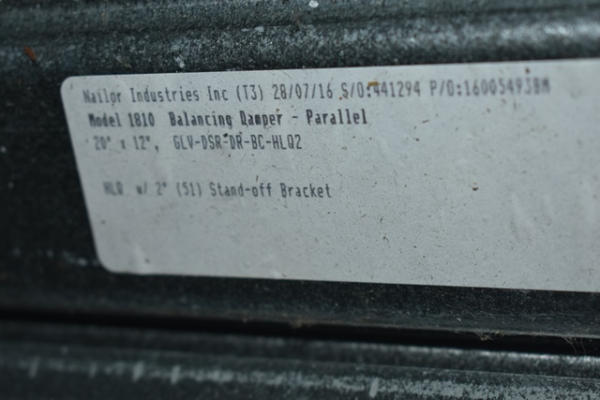 Nailor Industries Inc (T3) 28/07/16 S/O:441294 P/O:16005493BM
Model 1810 Balancing Damper - Parallel
20" x 12", GLV-DSR-DR-BC-HLQ2
HLQ w/ 2" (51) Stand-off Bracket